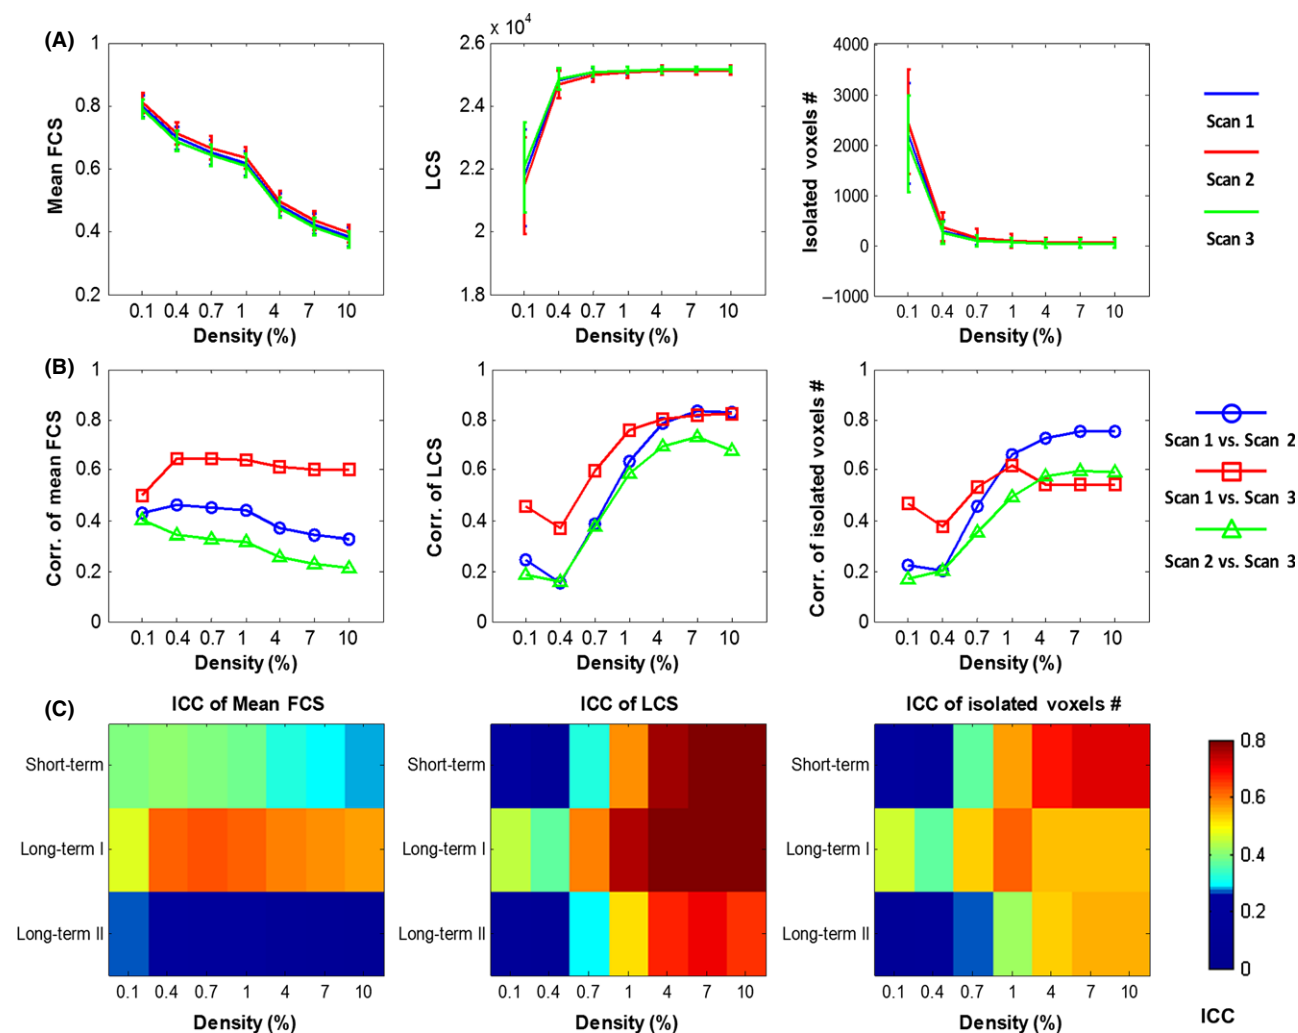 (A)
Mean FCS
1
0.8
0.6
0.4
0.2
0.1 0.4 0.7 1 4 7 10
Density (%)
x 10⁴
LCS
2.6
2.4
2.2
2
1.8
0.1 0.4 0.7 1 4 7 10
Density (%)
Isolated voxels #
4000
3000
2000
1000
0
–1000
0.1 0.4 0.7 1 4 7 10
Density (%)
Scan 1
Scan 2
Scan 3
(B)
Corr. of mean FCS
1
0.8
0.6
0.4
0.2
0
0.1 0.4 0.7 1 4 7 10
Density (%)
Corr. of LCS
1
0.8
0.6
0.4
0.2
0
0.1 0.4 0.7 1 4 7 10
Density (%)
Corr. of isolated voxels #
1
0.8
0.6
0.4
0.2
0
0.1 0.4 0.7 1 4 7 10
Density (%)
Scan 1 vs. Scan 2
Scan 1 vs. Scan 3
Scan 2 vs. Scan 3
(C)
ICC of Mean FCS
Short-term
Long-term I
Long-term II
0.1 0.4 0.7 1 4 7 10
Density (%)
ICC of LCS
Short-term
Long-term I
Long-term II
0.1 0.4 0.7 1 4 7 10
Density (%)
ICC of isolated voxels #
Short-term
Long-term I
Long-term II
0.1 0.4 0.7 1 4 7 10
Density (%)
0.8
0.6
0.4
0.2
0
ICC